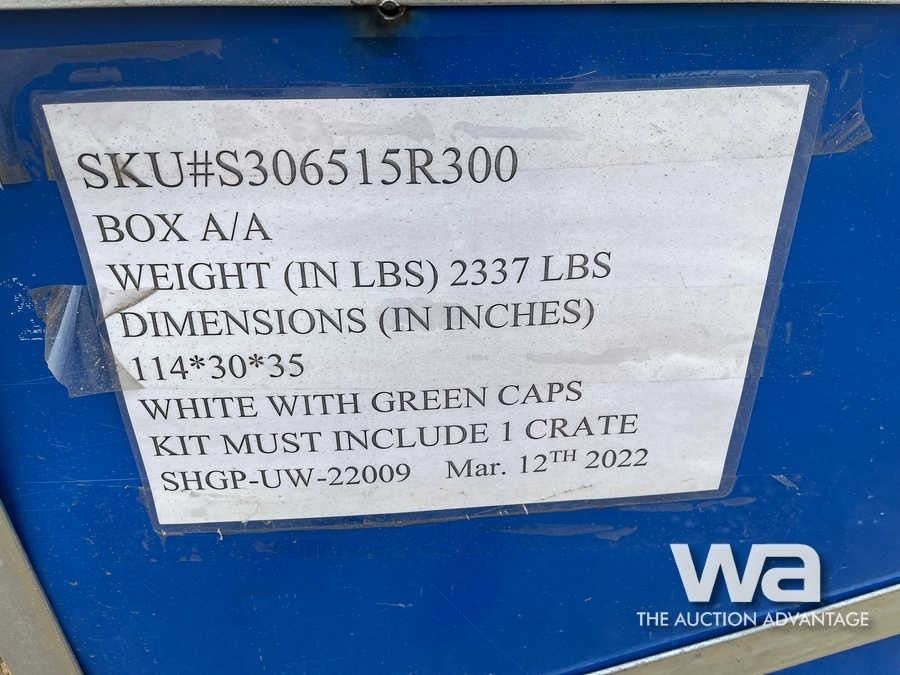 SKU#S306515R300
BOX A/A
WEIGHT (IN LBS) 2337 LBS
DIMENSIONS (IN INCHES)
114*30*35
WHITE WITH GREEN CAPS
KIT MUST INCLUDE 1 CRATE
SHGP-UW-22009 Mar. 12TH 2022
wa
THE AUCTION ADVANTAGE